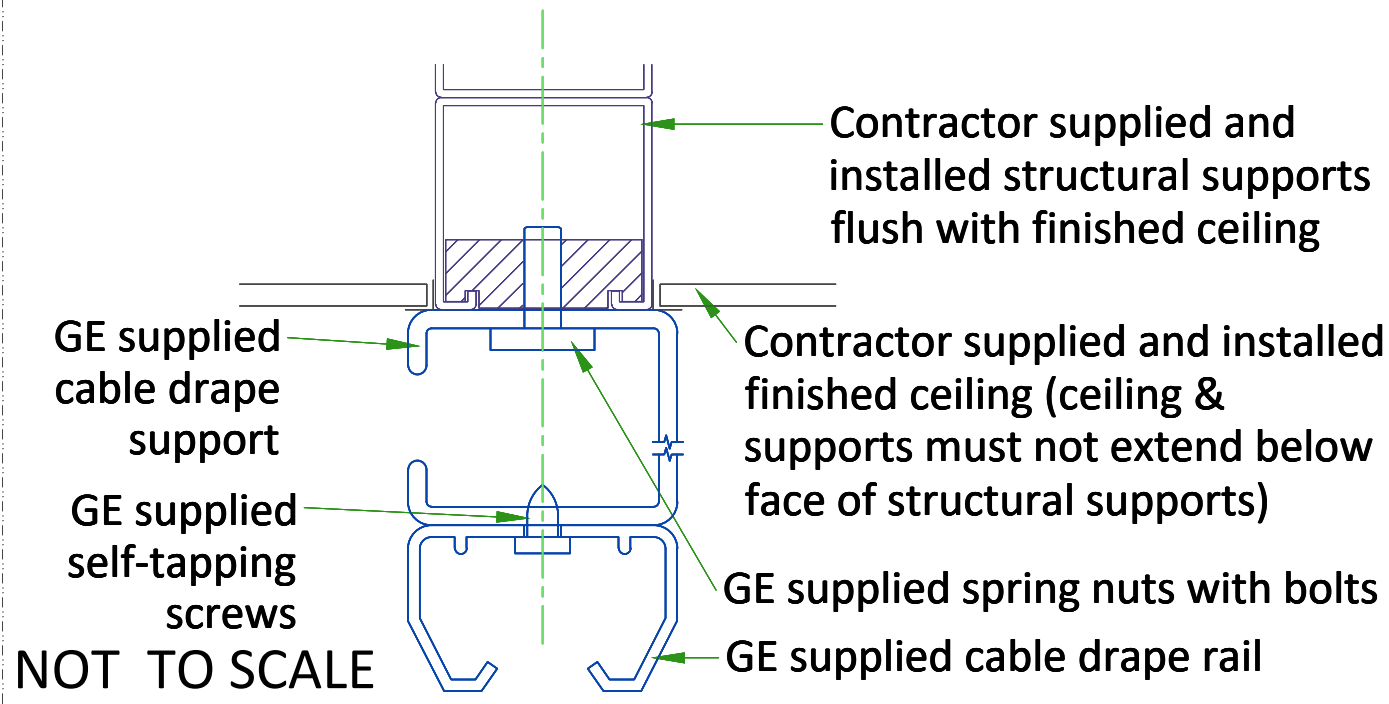 Contractor supplied and
installed structural supports
flush with finished ceiling
GE supplied
cable drape
support
Contractor supplied and installed
finished ceiling (ceiling &
supports must not extend below
face of structural supports)
GE supplied
self-tapping
screws
GE supplied spring nuts with bolts
GE supplied cable drape rail
NOT TO SCALE